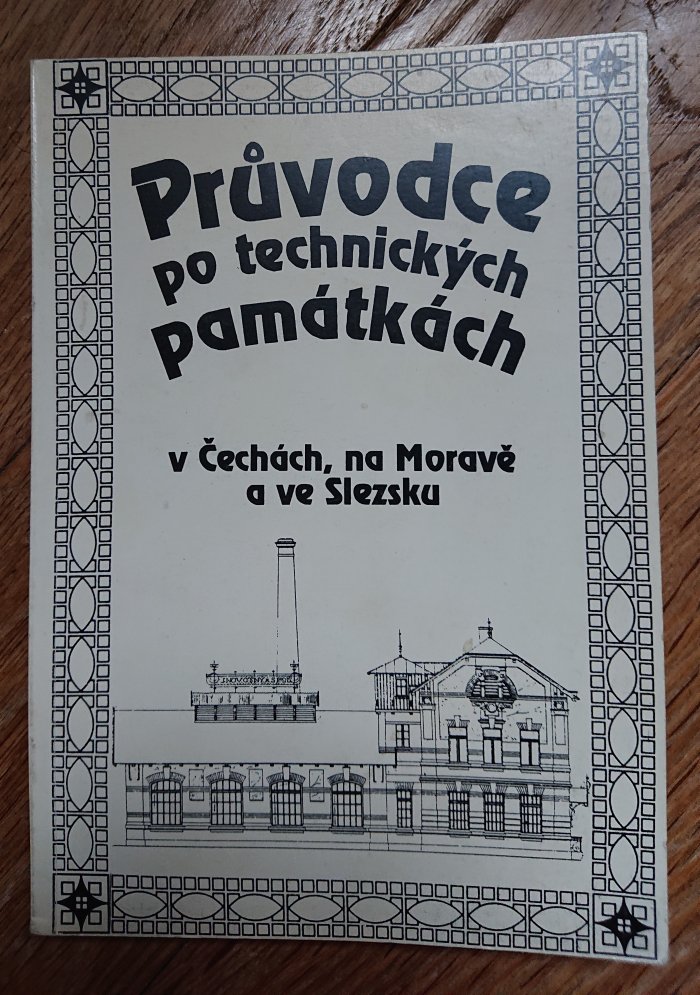 Průvodce
po technických
památkách
v Čechách, na Moravě
a ve Slezsku